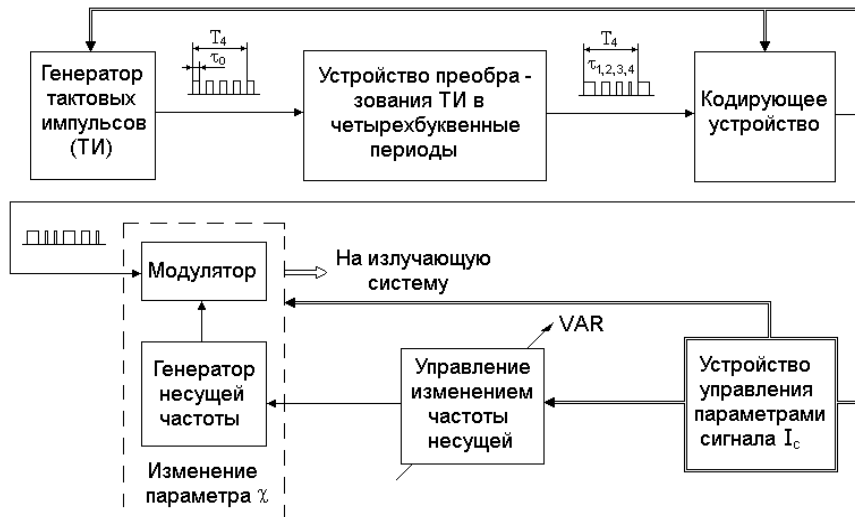 T4
τ0
T4
τ1,2,3,4
Генератор
тактовых
импульсов
(ТИ)
Устройство преобра - 
зования ТИ в
четырехбуквенные
периоды
Кодирующее
устройство
Модулятор
На излучающую
систему
VAR
Генератор
несущей
частоты
Управление
изменением
частоты
несущей
Устройство
управления
параметрами
сигнала Ic
Изменение
параметра χ